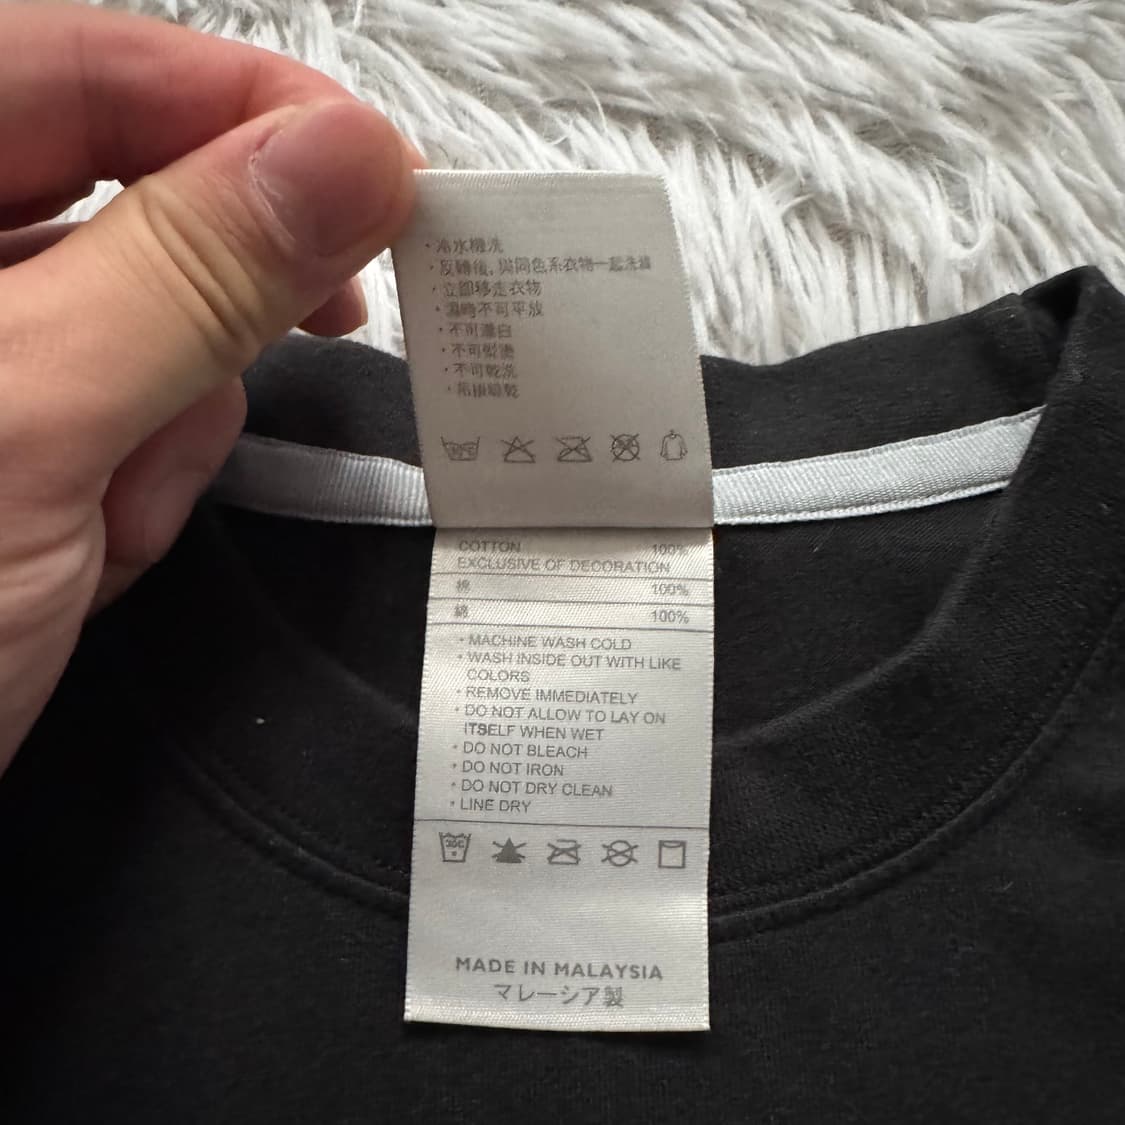 ・冷水機洗
・反轉後，與同色系衣物一起洗滌
・立即移走衣物
・濕時不可平放
・不可漂白
・不可熨燙
・不可乾洗
・吊掛晾乾
COTTON 100%
EXCLUSIVE OF DECORATION
棉 100%
綿 100%
• MACHINE WASH COLD
• WASH INSIDE OUT WITH LIKE
COLORS
• REMOVE IMMEDIATELY
• DO NOT ALLOW TO LAY ON
ITSELF WHEN WET
• DO NOT BLEACH
• DO NOT IRON
• DO NOT DRY CLEAN
• LINE DRY
30C
MADE IN MALAYSIA
マレーシア製